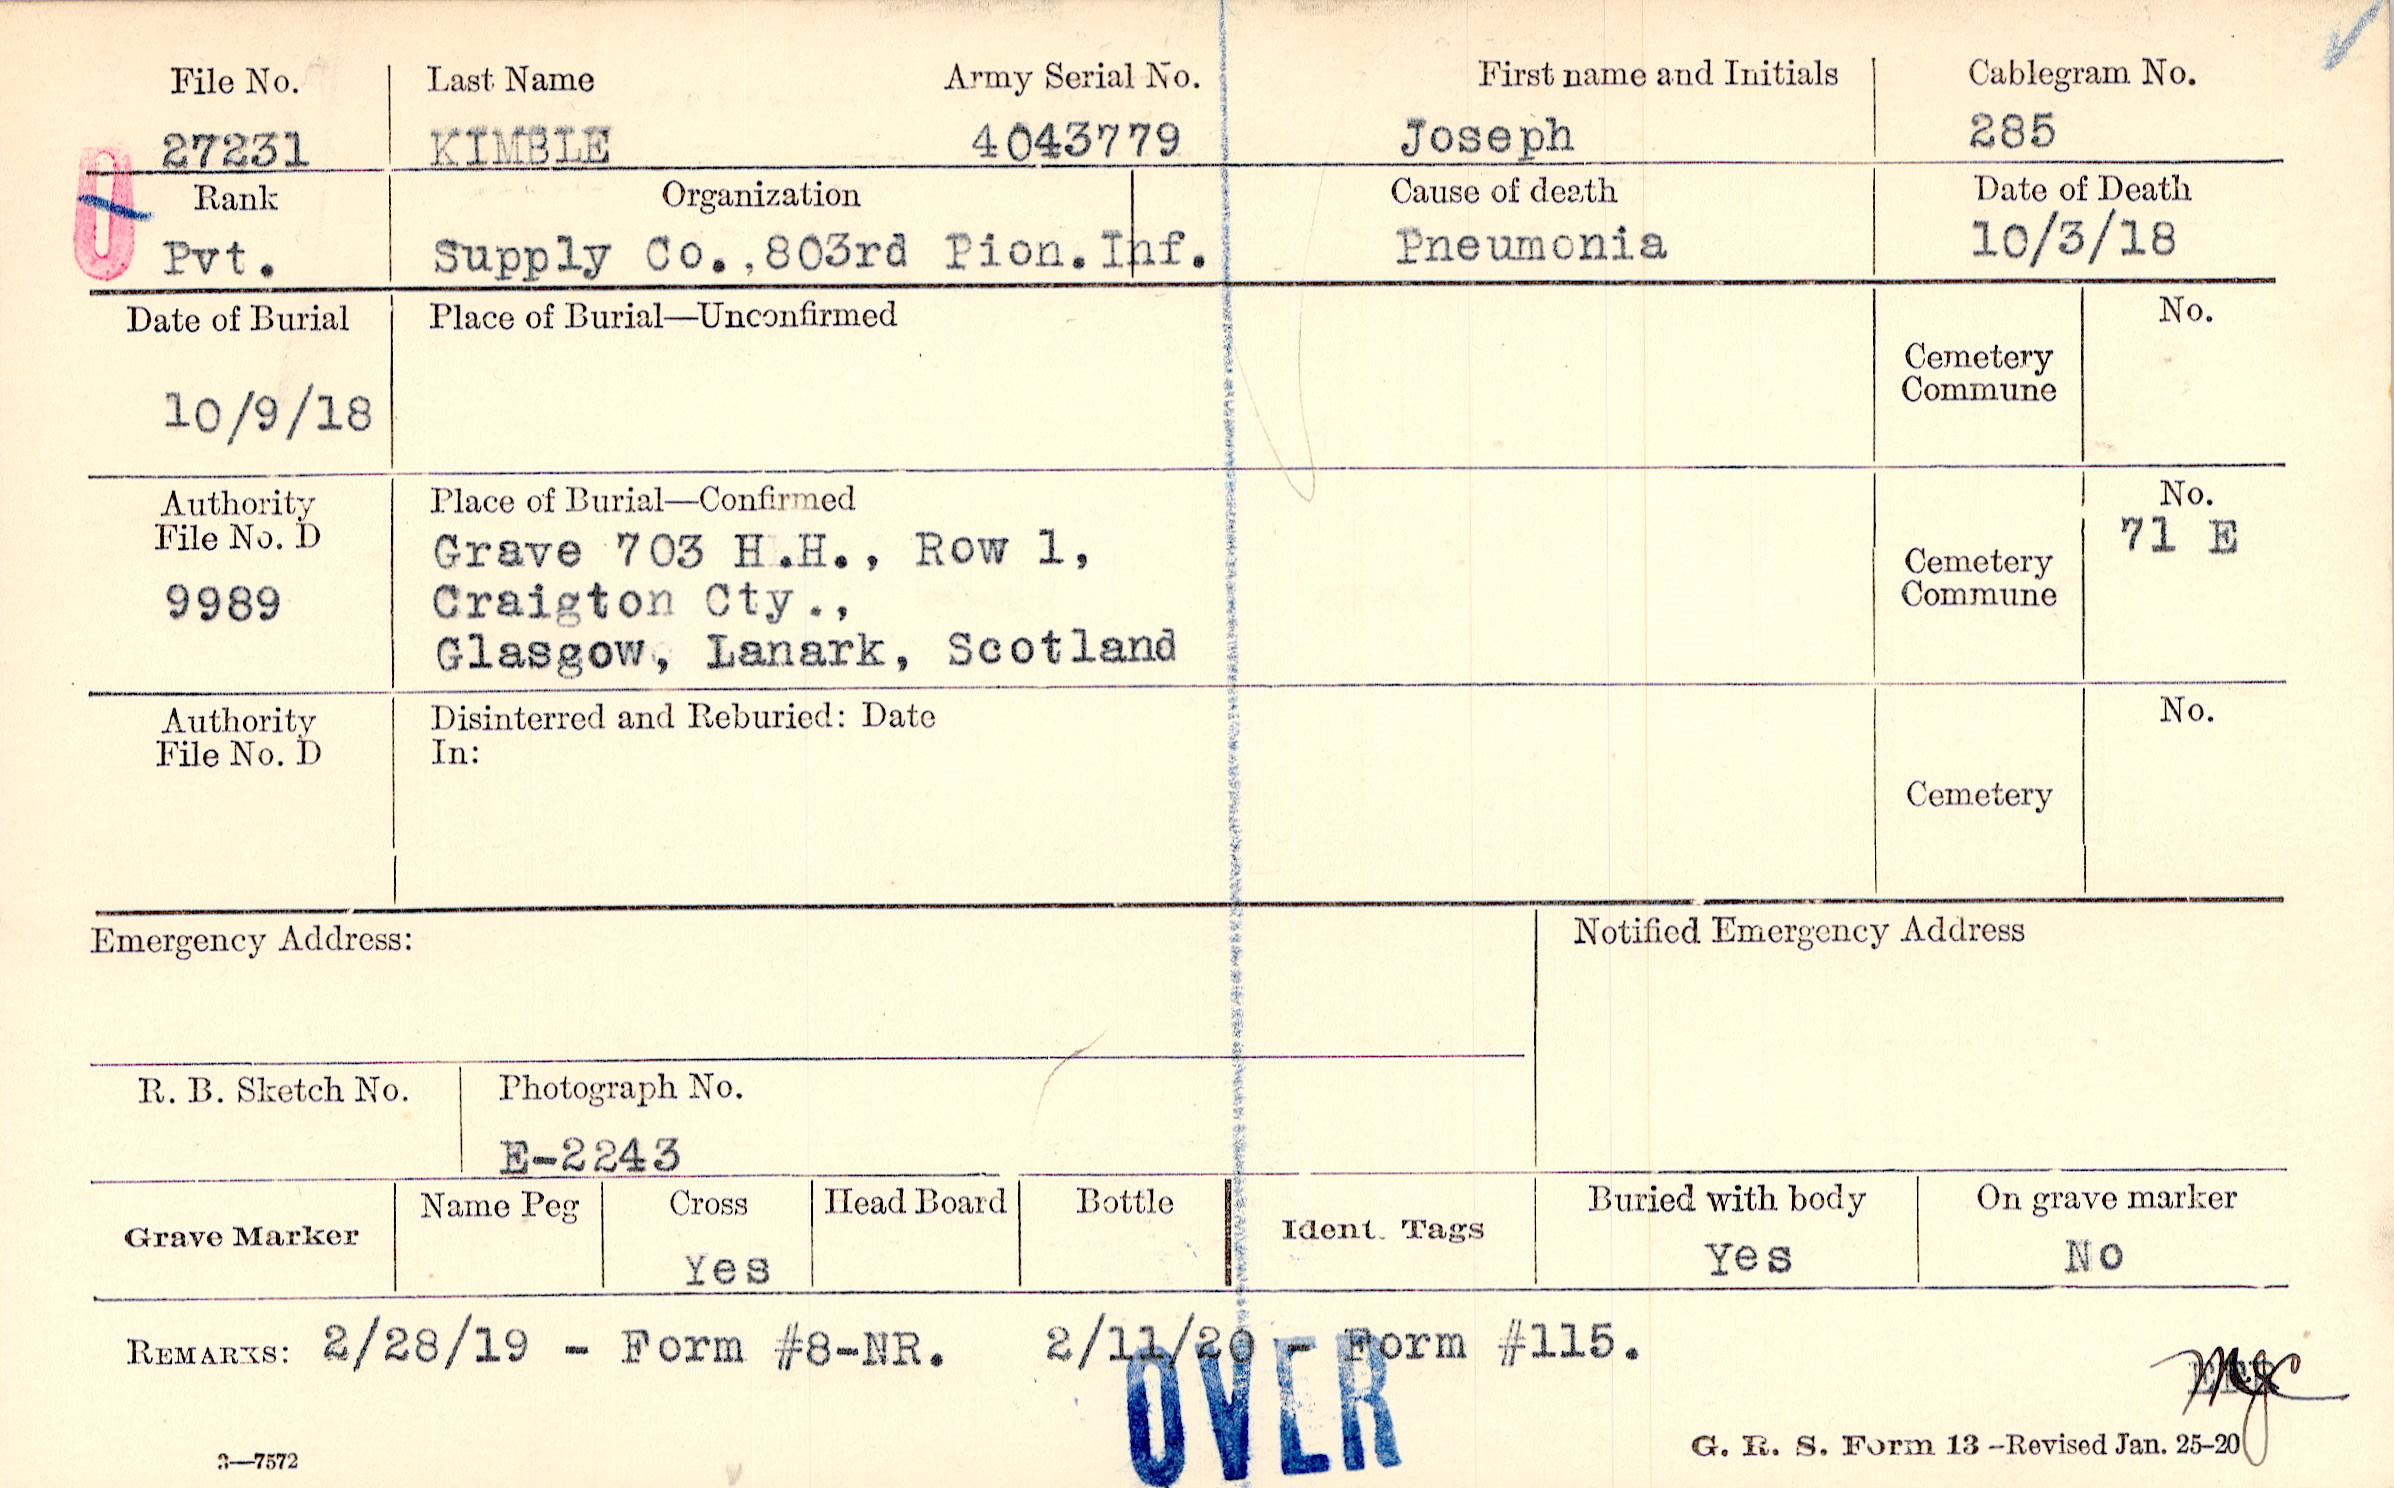 File No. Last Name Army Serial No. First name and Initials Cablegram No.
27231 KIMBLE 4043779 Joseph 285
Rank Organization Cause of death Date of Death
Pvt. Supply Co.,803rd Pion.Inf. Pneumonia 10/3/18
Date of Burial Place of Burial—Unconfirmed No.
Cemetery
Commune
10/9/18
Authority Place of Burial—Confirmed No.
File No. D Grave 703 H.H., Row 1, 71 E
Cemetery
9989 Craigton Cty., Commune
Glasgow, Lanark, Scotland
Authority Disinterred and Reburied: Date No.
File No. D In:
Cemetery
Emergency Address: Notified Emergency Address
R. B. Sketch No. Photograph No.
E-2243
Grave Marker Name Peg Cross Head Board Bottle Ident. Tags Buried with body On grave marker
Yes Yes No
REMARKS: 2/28/19 - Form #8-NR. 2/11/20 - Form #115.
OVER
3—7572 G. R. S. Form 13 –Revised Jan. 25-20